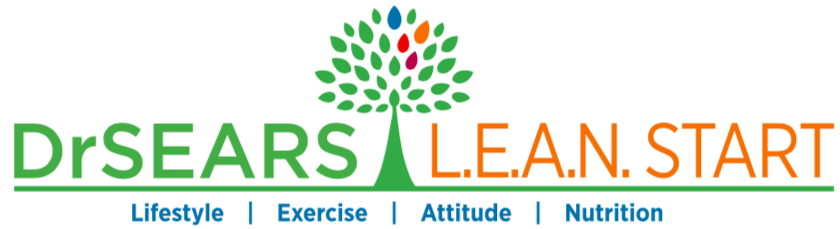 DrSEARS L.E.A.N. START
Lifestyle | Exercise | Attitude | Nutrition